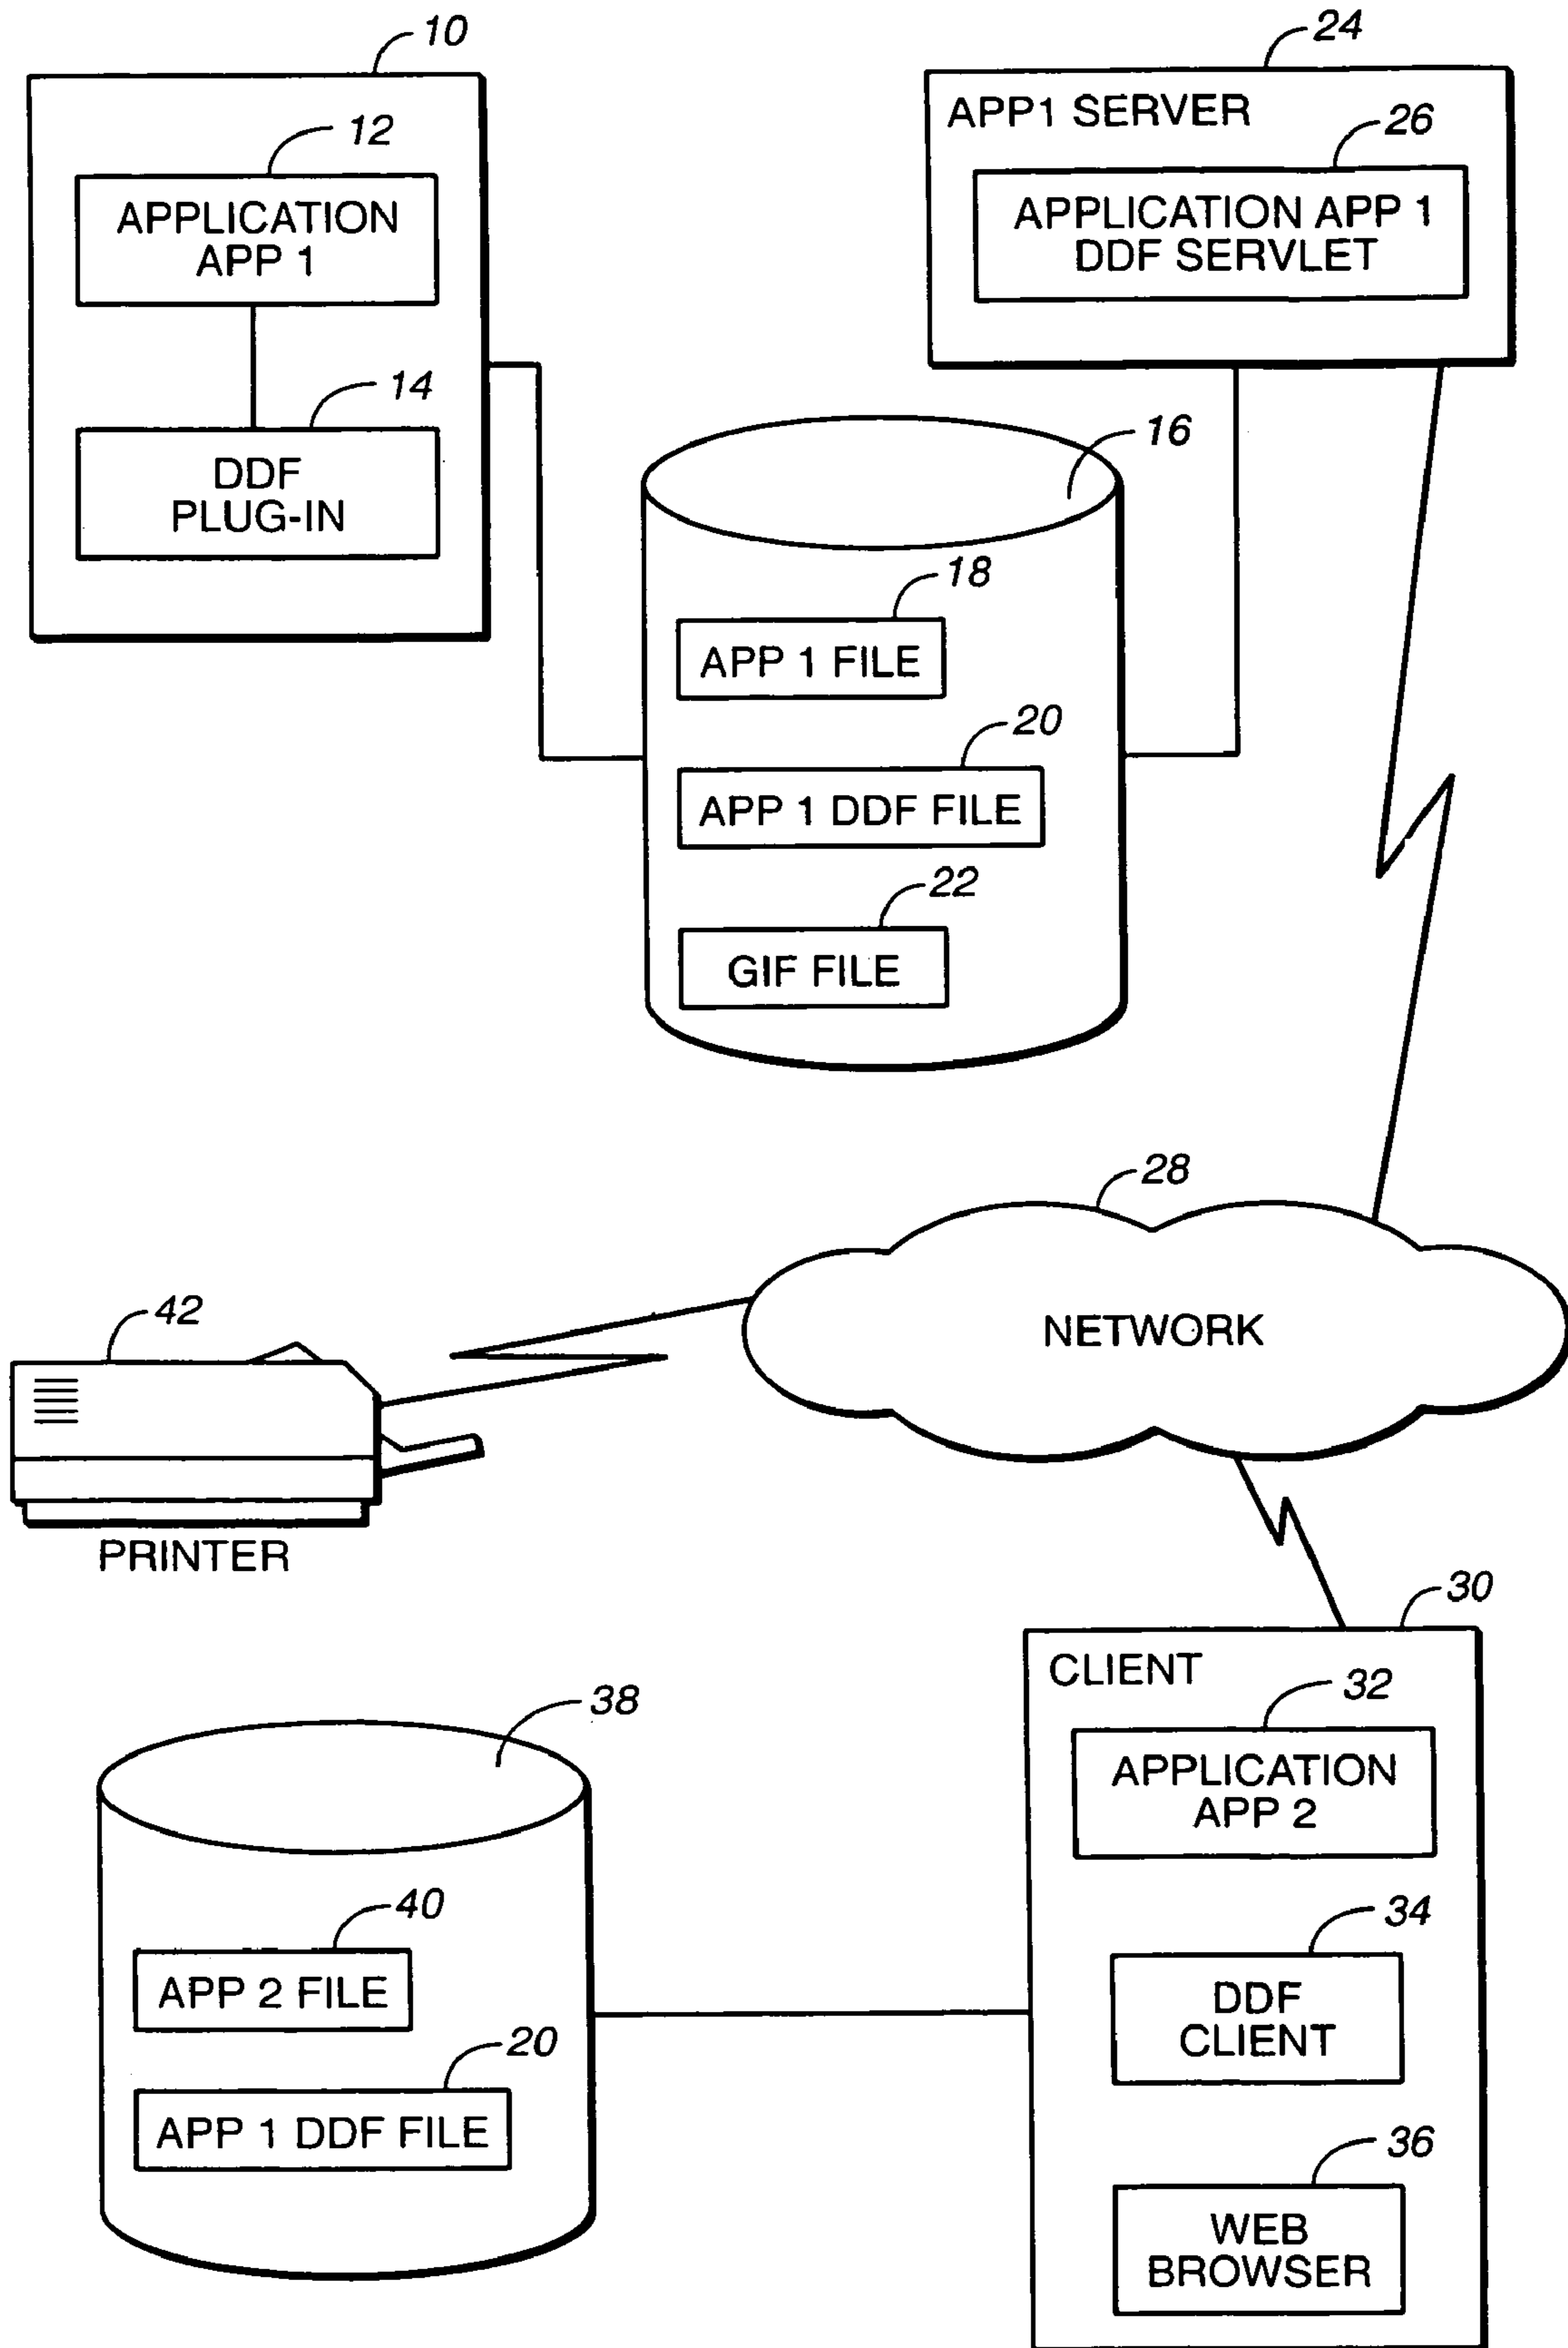 10
12
APPLICATION
APP 1
14
DDF
PLUG-IN
24
APP1 SERVER
26
APPLICATION APP 1
DDF SERVLET
16
18
APP 1 FILE
20
APP 1 DDF FILE
22
GIF FILE
28
NETWORK
42
PRINTER
30
CLIENT
32
APPLICATION
APP 2
34
DDF
CLIENT
36
WEB
BROWSER
38
40
APP 2 FILE
20
APP 1 DDF FILE